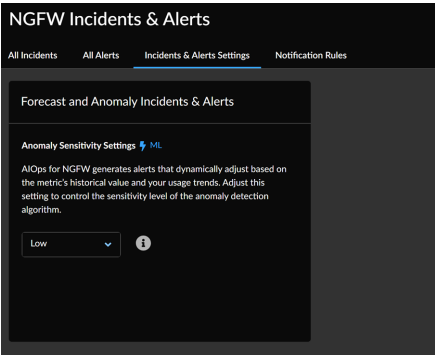 NGFW Incidents & Alerts
All Incidents All Alerts Incidents & Alerts Settings Notification Rules
Forecast and Anomaly Incidents & Alerts
Anomaly Sensitivity Settings ML
AIOps for NGFW generates alerts that dynamically adjust based
on the metric's historical value and your usage trends. Adjust this
setting to control the sensitivity level of the anomaly detection
algorithm.
Low